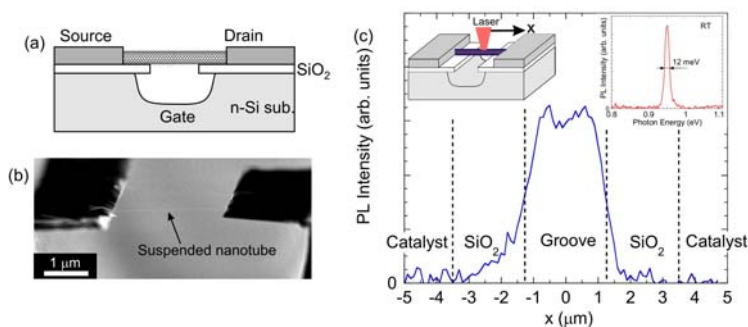 (a)
Source
Drain
SiO2
Gate
n-Si sub.
(b)
Suspended nanotube
1 μm
(c)
Laser
X
RT
12 meV
PL Intensity (arb. units)
0.8 0.9 1.0 1.1
Photon Energy (eV)
PL Intensity (arb. units)
Catalyst SiO2 Groove SiO2 Catalyst
0
-5 -4 -3 -2 -1 0 1 2 3 4 5
x (μm)